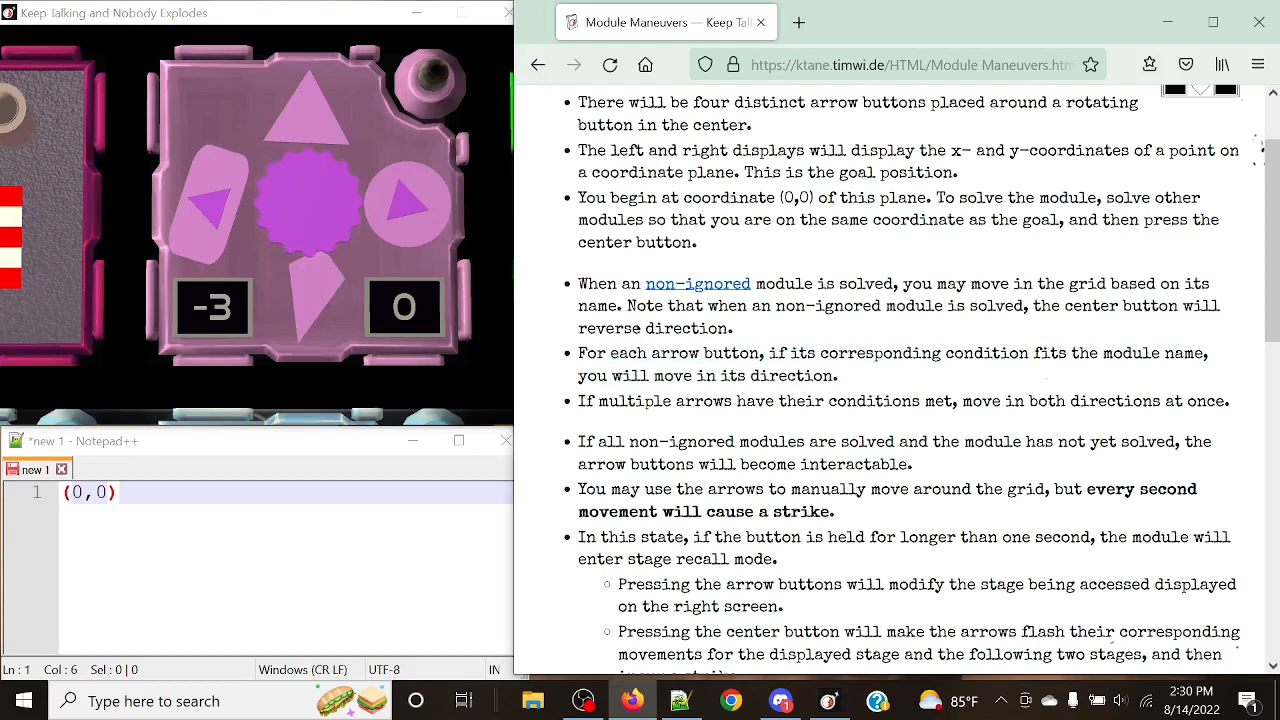 Keep Talking and Nobody Explodes
-3
0
*new 1 - Notepad++
new 1
1
(0,0)
Ln : 1 Col : 6 Sel : 0 | 0
Windows (CR LF)
UTF-8
IN
Module Maneuvers — Keep Tal
https://ktane.timwi.de/HTML/Module Maneuvers.htm
There will be four distinct arrow buttons placed around a rotating
button in the center.
The left and right displays will display the x- and y-coordinates of a point on
a coordinate plane. This is the goal position.
You begin at coordinate (0,0) of this plane. To solve the module, solve other
modules so that you are on the same coordinate as the goal, and then press the
center button.
When an non-ignored module is solved, you may move in the grid based on its
name. Note that when an non-ignored module is solved, the center button will
reverse direction.
For each arrow button, if its corresponding condition fits the module name,
you will move in its direction.
If multiple arrows have their conditions met, move in both directions at once.
If all non-ignored modules are solved and the module has not yet solved, the
arrow buttons will become interactable.
You may use the arrows to manually move around the grid, but every second
movement will cause a strike.
In this state, if the button is held for longer than one second, the module will
enter stage recall mode.
Pressing the arrow buttons will modify the stage being accessed displayed
on the right screen.
Pressing the center button will make the arrows flash their corresponding
movements for the displayed stage and the following two stages, and then
Type here to search
1
85°F
2:30 PM
8/14/2022
1